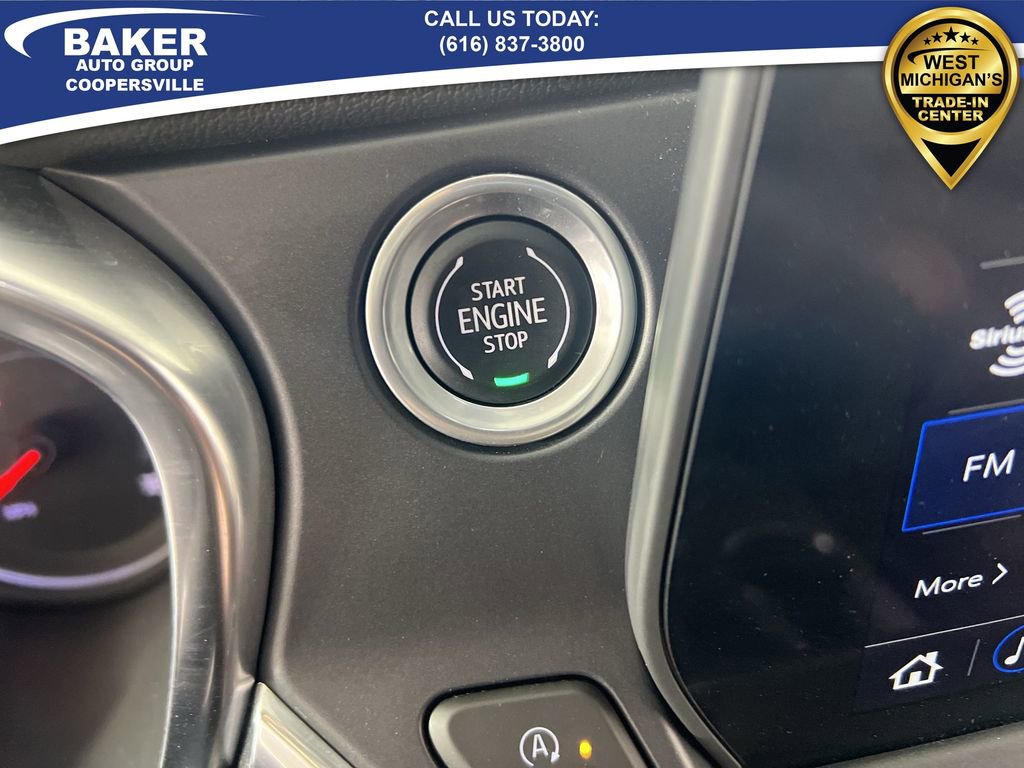 BAKER
AUTO GROUP
COOPERSVILLE
CALL US TODAY:
(616) 837-3800
WEST
MICHIGAN'S
TRADE-IN
CENTER
START
ENGINE
STOP
FM
More >
A